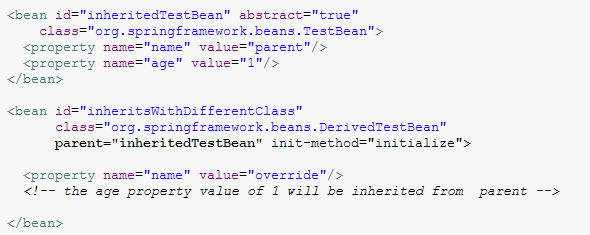 <bean id="inheritedTestBean" abstract="true"
    class="org.springframework.beans.TestBean">
  <property name="name" value="parent"/>
  <property name="age" value="1"/>
</bean>

<bean id="inheritsWithDifferentClass"
      class="org.springframework.beans.DerivedTestBean"
      parent="inheritedTestBean" init-method="initialize">

  <property name="name" value="override"/>
  <!-- the age property value of 1 will be inherited from  parent -->

</bean>